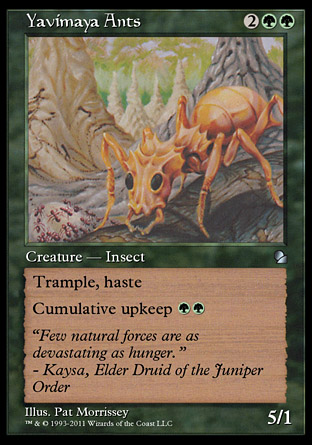 Yavimaya Ants 2
Creature — Insect
Trample, haste
Cumulative upkeep
“Few natural forces are as
devastating as hunger.”
- Kaysa, Elder Druid of the Juniper
Order
Illus. Pat Morrissey
™ & © 1993-2011 Wizards of the Coast LLC
5/1